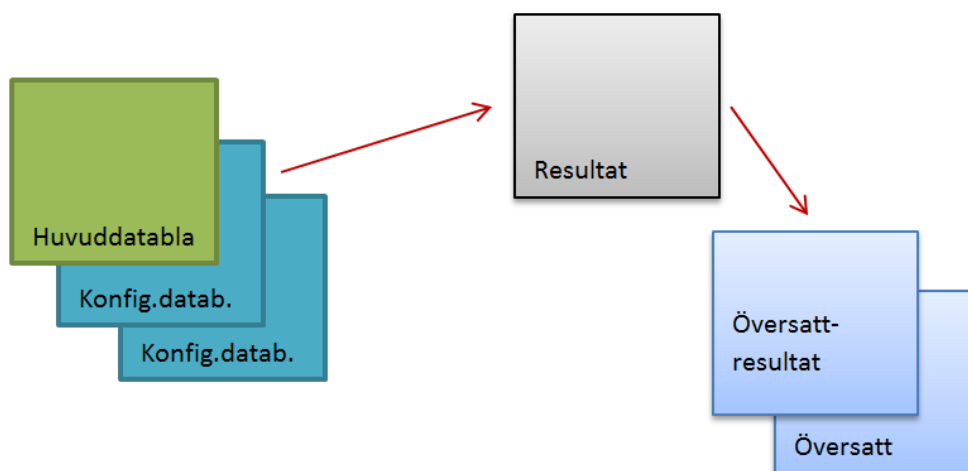 Huvuddatabla
Konfig.datab.
Konfig.datab.
Resultat
Översatt-
resultat
Översatt